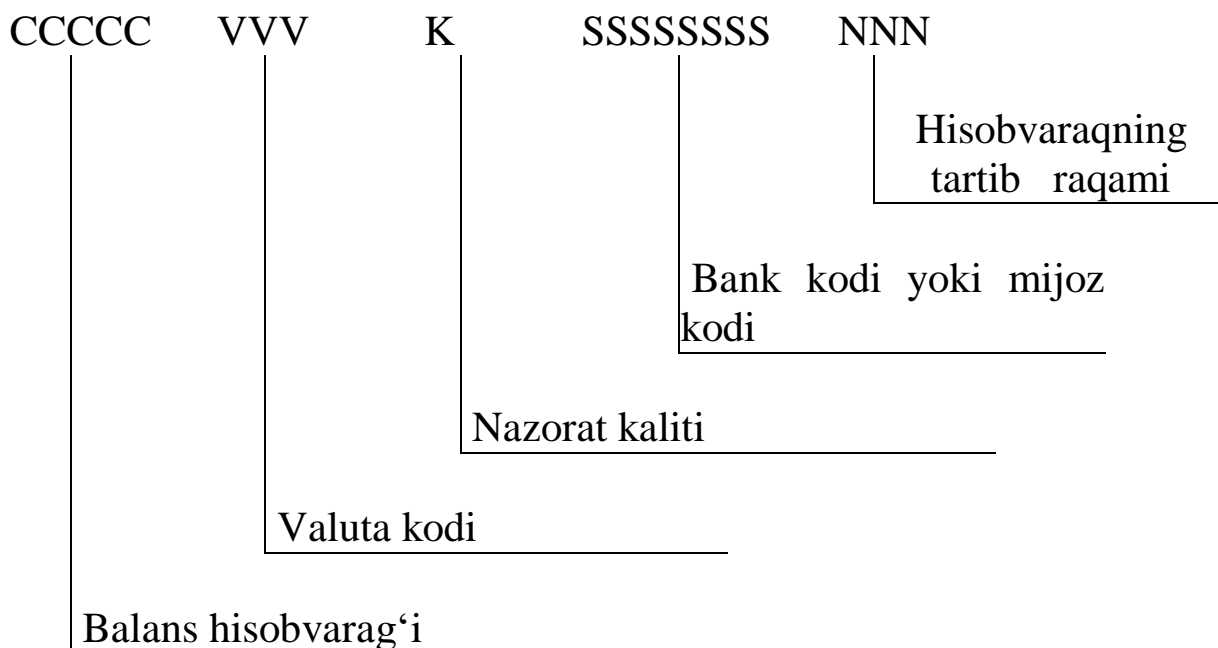 CCCCC VVV K SSSSSSSS NNN
Hisobvaraqning
tartib raqami
Bank kodi yoki mijoz
kodi
Nazorat kaliti
Valuta kodi
Balans hisobvarag‘i